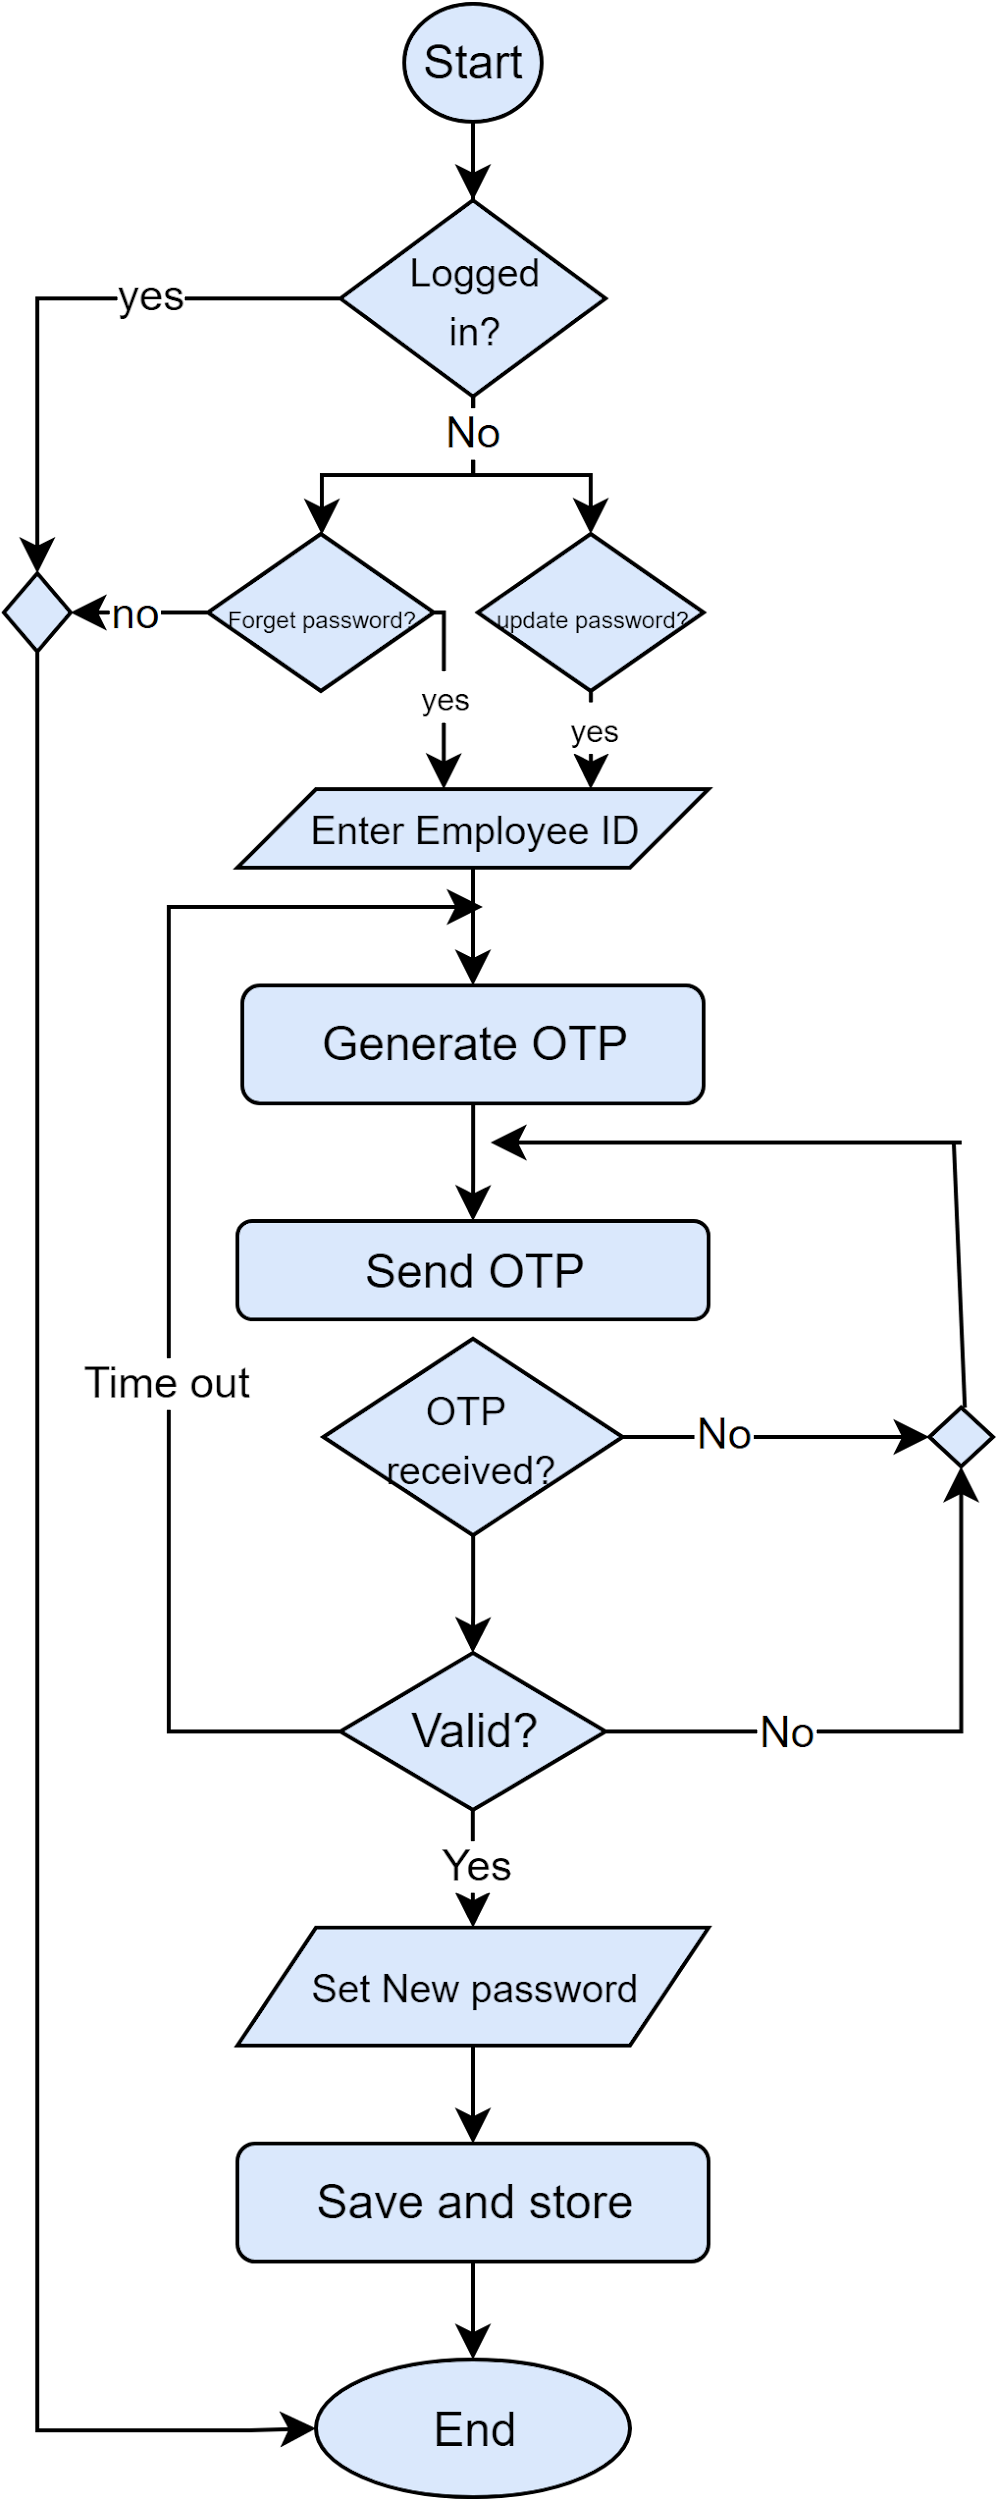 Start
Logged
in?
yes
No
Forget password?
update password?
no
yes
yes
Enter Employee ID
Generate OTP
Send OTP
Time out
OTP
received?
No
Valid?
No
Yes
Set New password
Save and store
End